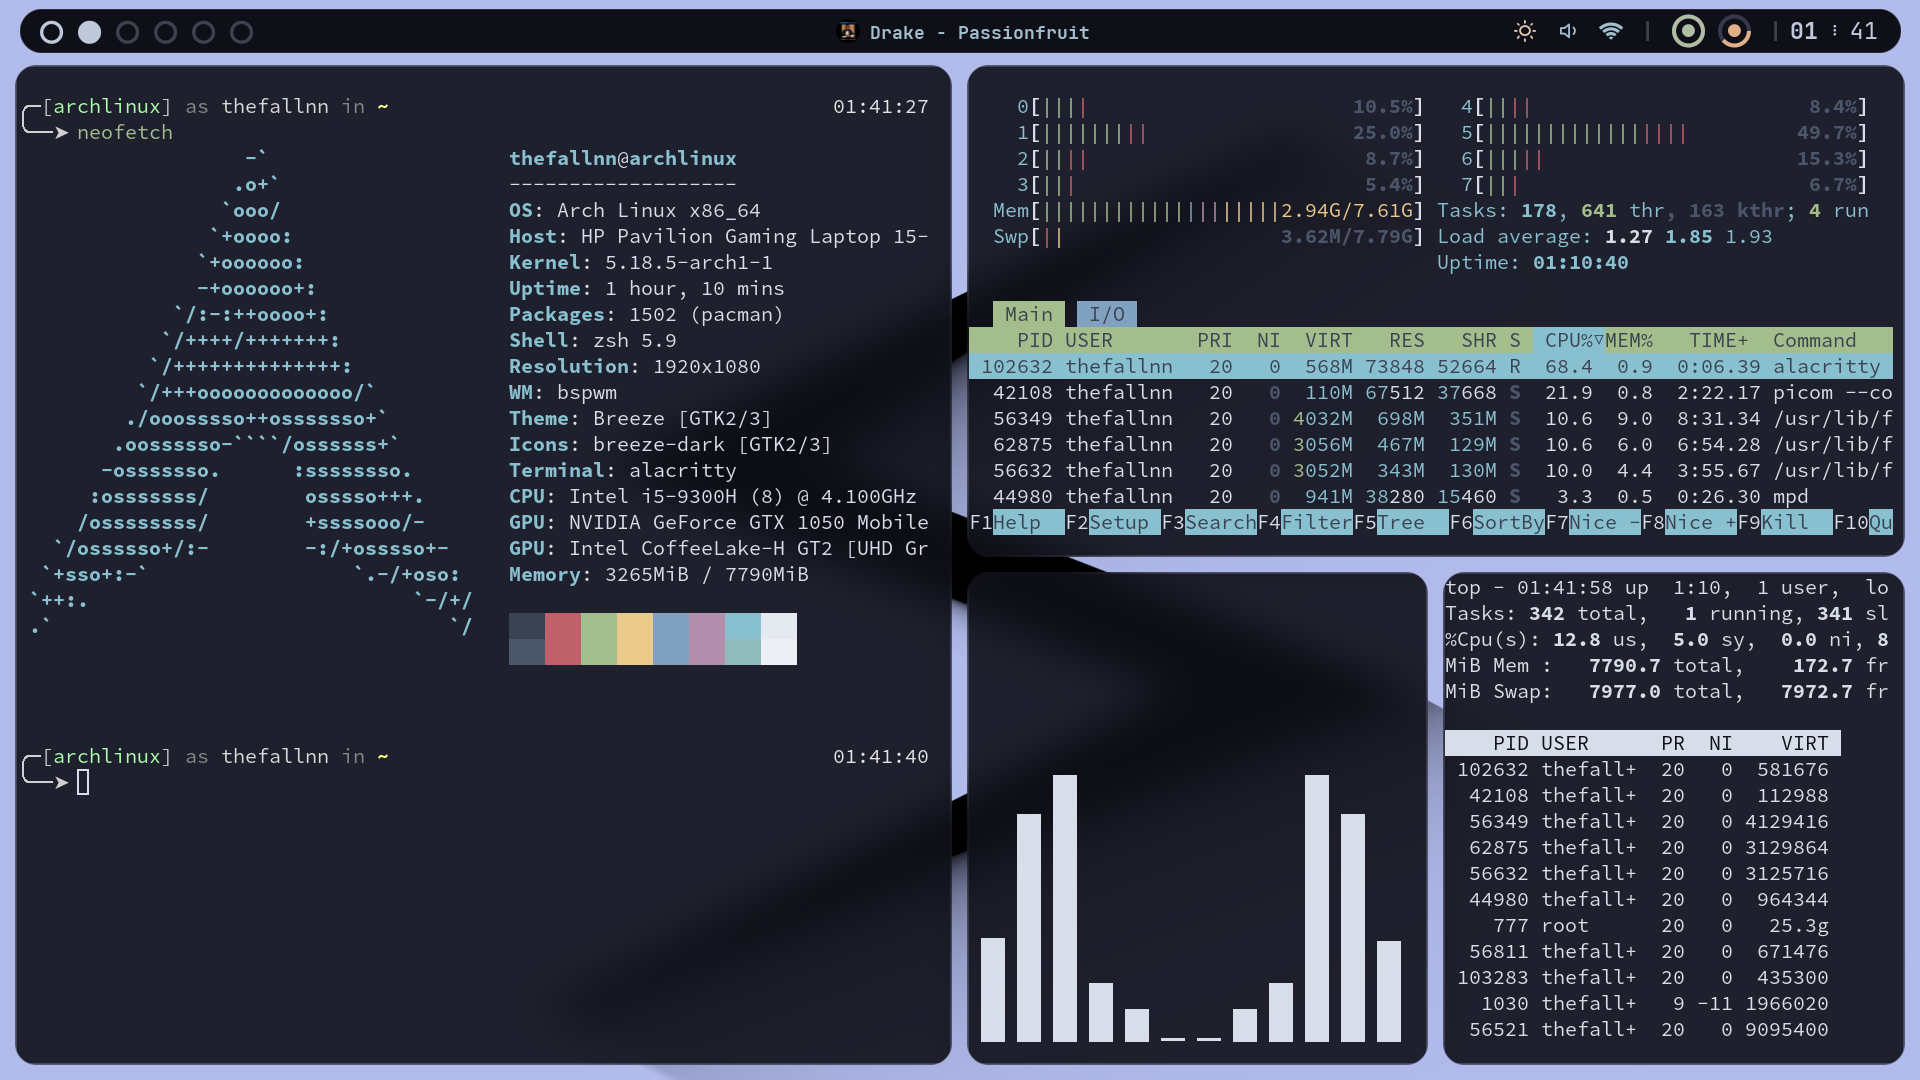 Drake - Passionfruit
01 : 41
[archlinux] as thefallnn in ~ 01:41:27
➤ neofetch
-`
.o+`
`ooo/
`+oooo:
`+oooooo:
-+oooooo+:
`/:-:++oooo+:
`/++++/+++++++:
`/++++++++++++++:
`/+++ooooooooooooo/`
./ooosssso++osssssso+`
.oossssso-````/ossssss+`
-osssssso. :ssssssso.
:osssssss/ osssso+++.
/ossssssss/ +ssssooo/-
`/ossssso+/:- -:/+osssso+-
`+sso+:-` `.-/+oso:
`++:. `-/+/
.` `/
thefallnn@archlinux
-------------------
OS: Arch Linux x86_64
Host: HP Pavilion Gaming Laptop 15-
Kernel: 5.18.5-arch1-1
Uptime: 1 hour, 10 mins
Packages: 1502 (pacman)
Shell: zsh 5.9
Resolution: 1920x1080
WM: bspwm
Theme: Breeze [GTK2/3]
Icons: breeze-dark [GTK2/3]
Terminal: alacritty
CPU: Intel i5-9300H (8) @ 4.100GHz
GPU: NVIDIA GeForce GTX 1050 Mobile
GPU: Intel CoffeeLake-H GT2 [UHD Gr
Memory: 3265MiB / 7790MiB
[archlinux] as thefallnn in ~ 01:41:40
➤
0[|||| 10.5%] 4[|||| 8.4%]
1[||||||||| 25.0%] 5[||||||||||||||||| 49.7%]
2[|||| 8.7%] 6[||||| 15.3%]
3[||| 5.4%] 7[||| 6.7%]
Mem[||||||||||||||||||||2.94G/7.61G] Tasks: 178, 641 thr, 163 kthr; 4 run
Swp[|| 3.62M/7.79G] Load average: 1.27 1.85 1.93
Uptime: 01:10:40
Main I/O
PID USER PRI NI VIRT RES SHR S CPU%▽MEM% TIME+ Command
102632 thefallnn 20 0 568M 73848 52664 R 68.4 0.9 0:06.39 alacritty
42108 thefallnn 20 0 110M 67512 37668 S 21.9 0.8 2:22.17 picom --co
56349 thefallnn 20 0 4032M 698M 351M S 10.6 9.0 8:31.34 /usr/lib/f
62875 thefallnn 20 0 3056M 467M 129M S 10.6 6.0 6:54.28 /usr/lib/f
56632 thefallnn 20 0 3052M 343M 130M S 10.0 4.4 3:55.67 /usr/lib/f
44980 thefallnn 20 0 941M 38280 15460 S 3.3 0.5 0:26.30 mpd
F1Help F2Setup F3SearchF4FilterF5Tree F6SortByF7Nice -F8Nice +F9Kill F10Qu
top - 01:41:58 up 1:10, 1 user, lo
Tasks: 342 total, 1 running, 341 sl
%Cpu(s): 12.8 us, 5.0 sy, 0.0 ni, 8
MiB Mem : 7790.7 total, 172.7 fr
MiB Swap: 7977.0 total, 7972.7 fr
PID USER PR NI VIRT
102632 thefall+ 20 0 581676
42108 thefall+ 20 0 112988
56349 thefall+ 20 0 4129416
62875 thefall+ 20 0 3129864
56632 thefall+ 20 0 3125716
44980 thefall+ 20 0 964344
777 root 20 0 25.3g
56811 thefall+ 20 0 671476
103283 thefall+ 20 0 435300
1030 thefall+ 9 -11 1966020
56521 thefall+ 20 0 9095400